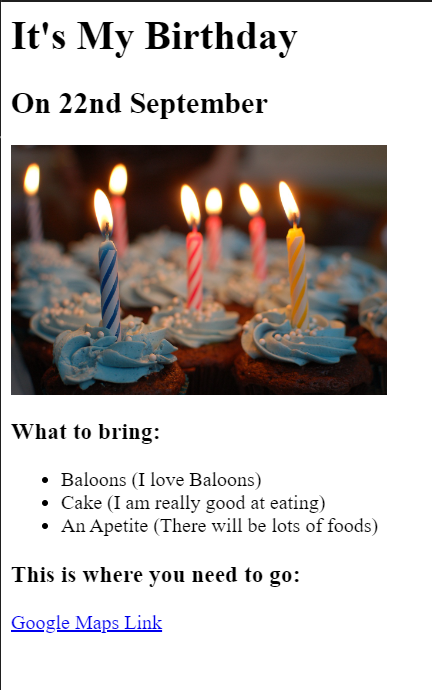 It's My Birthday
On 22nd September
What to bring:
Baloons (I love Baloons)
Cake (I am really good at eating)
An Apetite (There will be lots of foods)
This is where you need to go:
Google Maps Link